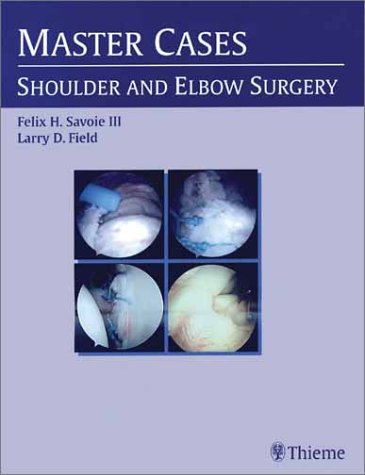 MASTER CASES
SHOULDER AND ELBOW SURGERY
Felix H. Savoie III
Larry D. Field
Thieme